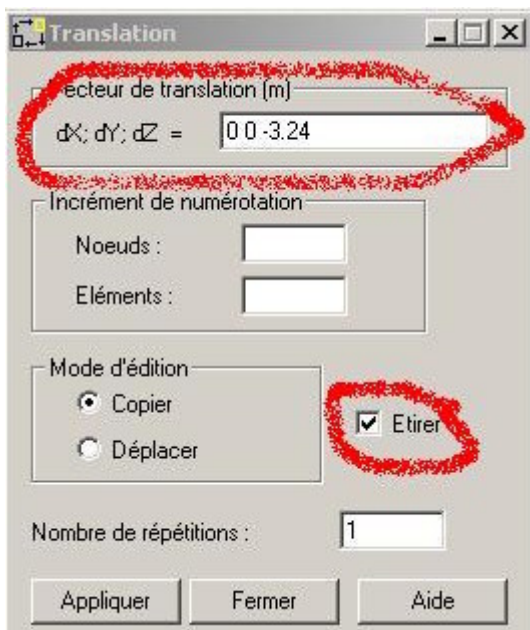 Translation
ecteur de translation (m)
dX; dY; dZ = 0 0 -3.24
Incrément de numérotation
Noeuds :
Eléments :
Mode d'édition
Copier
Etirer
Déplacer
Nombre de répétitions : 1
Appliquer Fermer Aide